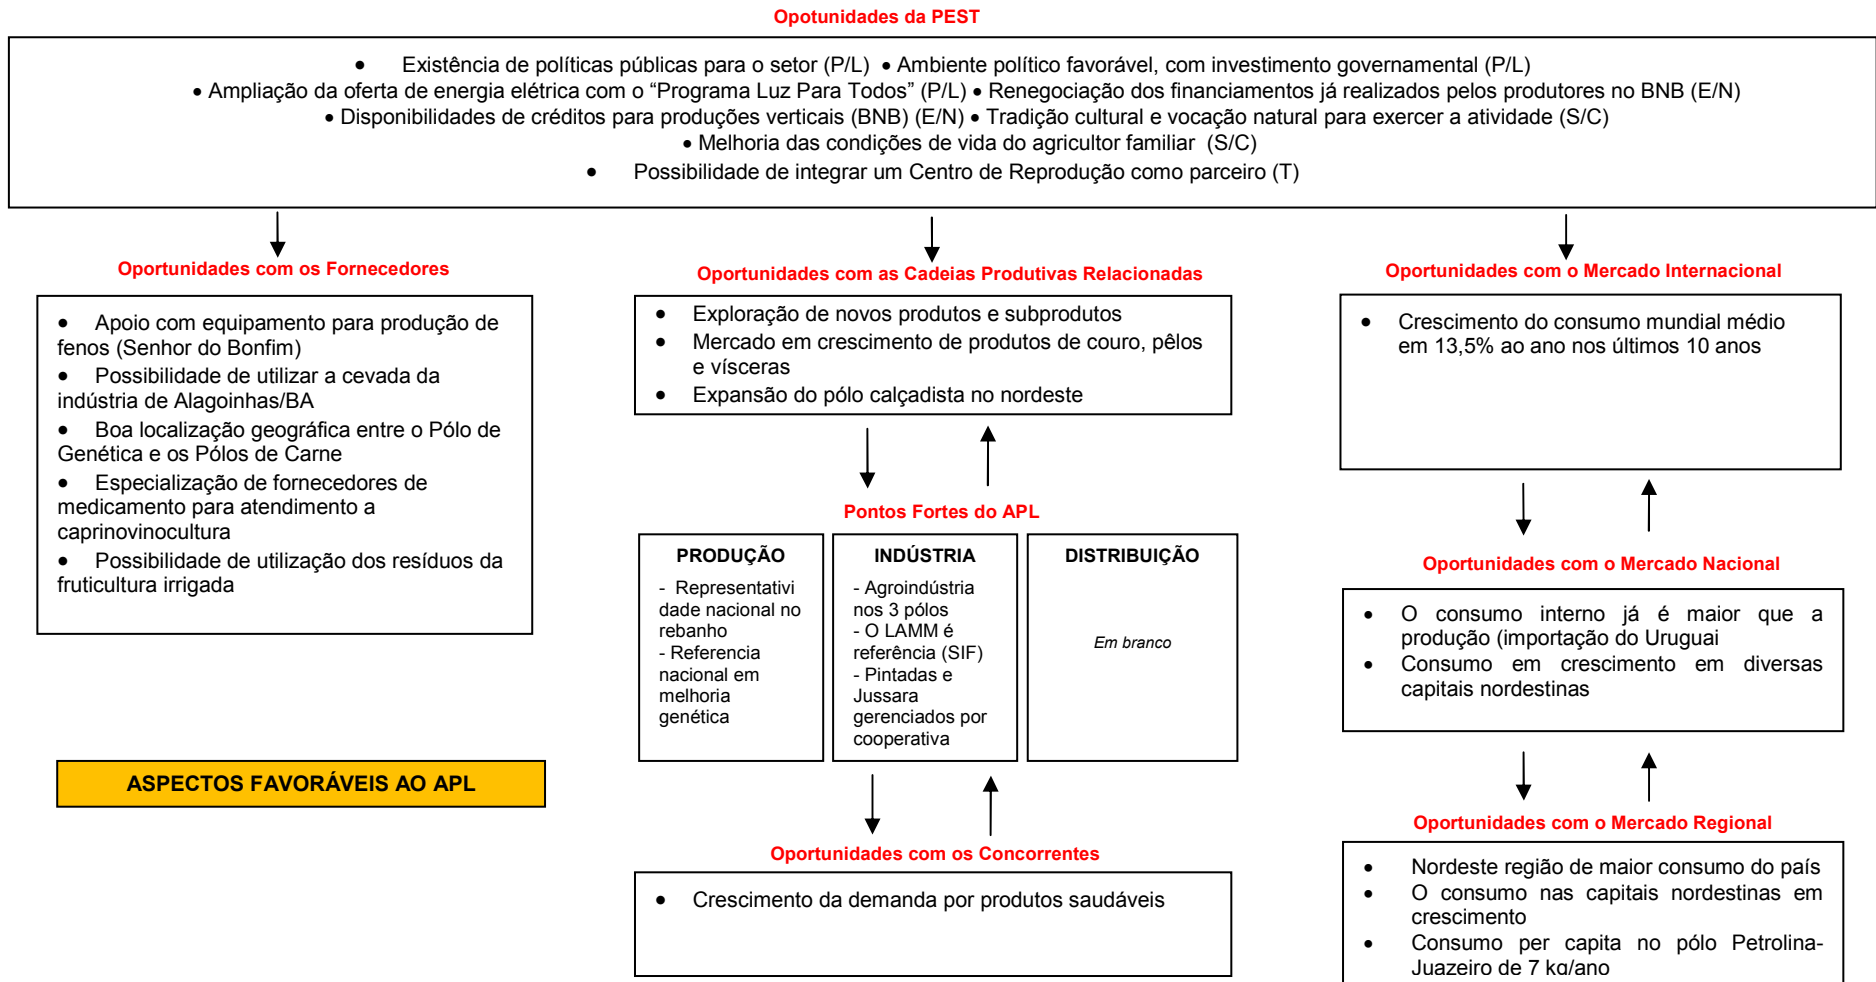 Opotunidades da PEST
• Existência de políticas públicas para o setor (P/L) • Ambiente político favorável, com investimento governamental (P/L)
• Ampliação da oferta de energia elétrica com o “Programa Luz Para Todos” (P/L) • Renegociação dos financiamentos já realizados pelos produtores no BNB (E/N)
• Disponibilidades de créditos para produções verticais (BNB) (E/N) • Tradição cultural e vocação natural para exercer a atividade (S/C)
• Melhoria das condições de vida do agricultor familiar (S/C)
• Possibilidade de integrar um Centro de Reprodução como parceiro (T)
Oportunidades com os Fornecedores
• Apoio com equipamento para produção de
fenos (Senhor do Bonfim)
• Possibilidade de utilizar a cevada da
indústria de Alagoinhas/BA
• Boa localização geográfica entre o Pólo de
Genética e os Pólos de Carne
• Especialização de fornecedores de
medicamento para atendimento a
caprinovinocultura
• Possibilidade de utilização dos resíduos da
fruticultura irrigada
ASPECTOS FAVORÁVEIS AO APL
Oportunidades com as Cadeias Produtivas Relacionadas
• Exploração de novos produtos e subprodutos
• Mercado em crescimento de produtos de couro, pêlos
e vísceras
• Expansão do pólo calçadista no nordeste
Pontos Fortes do APL
PRODUÇÃO
- Representativi
dade nacional no
rebanho
- Referencia
nacional em
melhoria
genética
INDÚSTRIA
- Agroindústria
nos 3 pólos
- O LAMM é
referência (SIF)
- Pintadas e
Jussara
gerenciados por
cooperativa
DISTRIBUIÇÃO
Em branco
Oportunidades com os Concorrentes
• Crescimento da demanda por produtos saudáveis
Oportunidades com o Mercado Internacional
• Crescimento do consumo mundial médio
em 13,5% ao ano nos últimos 10 anos
Oportunidades com o Mercado Nacional
• O consumo interno já é maior que a
produção (importação do Uruguai
• Consumo em crescimento em diversas
capitais nordestinas
Oportunidades com o Mercado Regional
• Nordeste região de maior consumo do país
• O consumo nas capitais nordestinas em
crescimento
• Consumo per capita no pólo Petrolina-
Juazeiro de 7 kg/ano